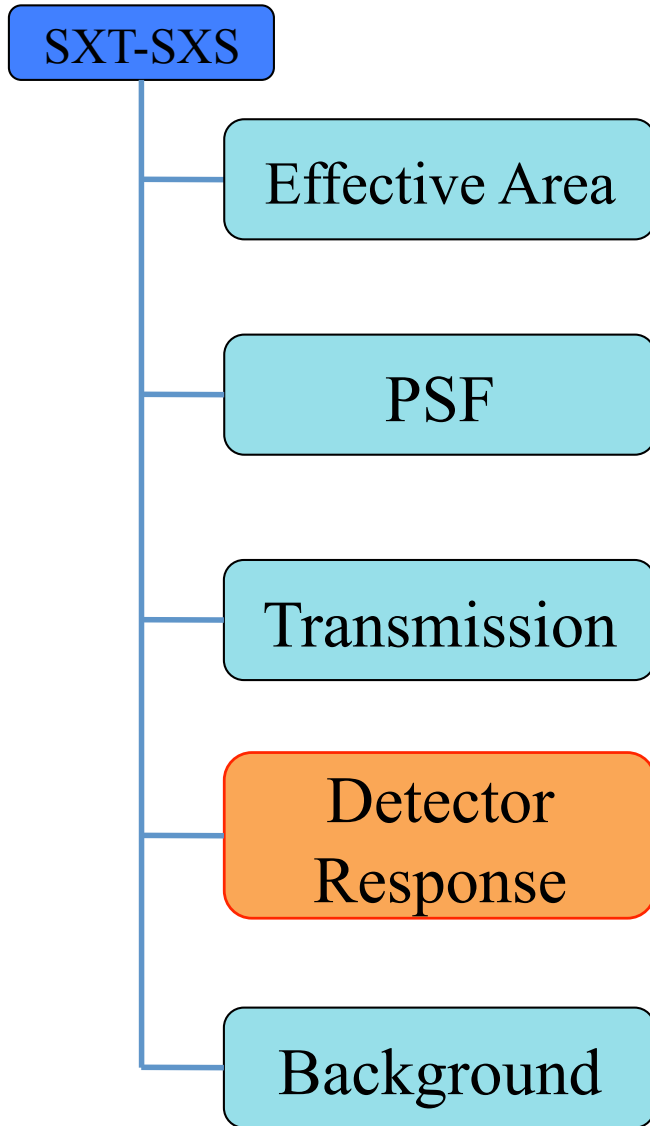 SXT-SXS
Effective Area
PSF
Transmission
Detector
Response
Background